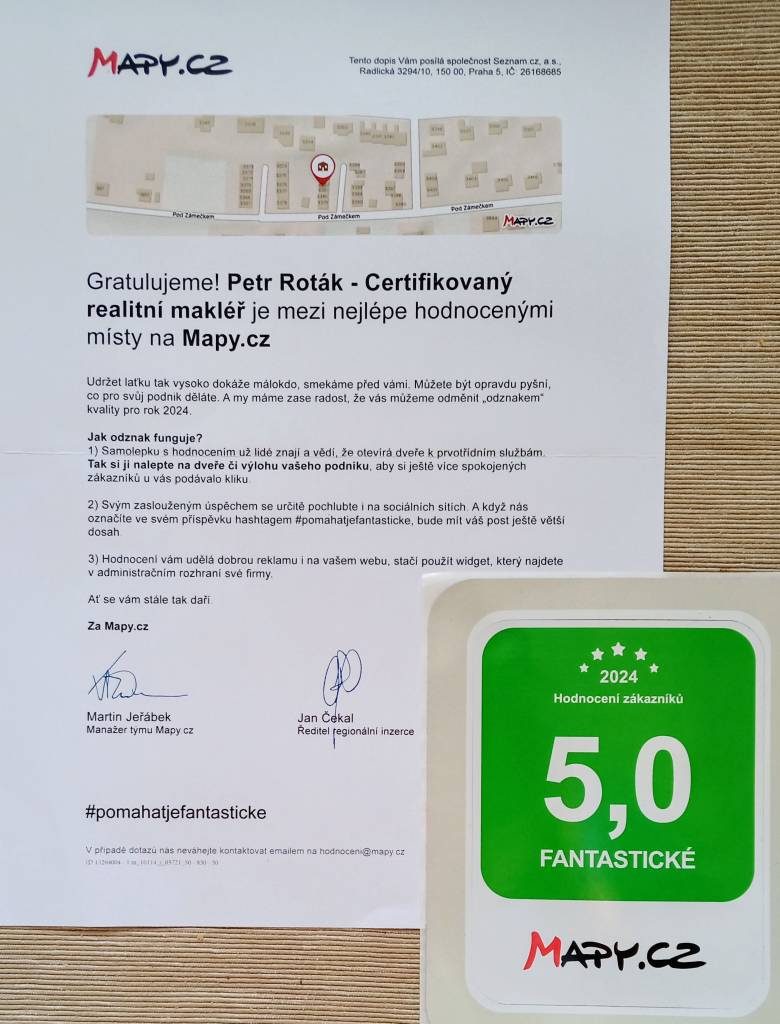 MAPY.CZ
Tento dopis Vám posílá společnost Seznam.cz, a.s.,
Radlická 3294/10, 150 00, Praha 5, IČ: 26168685
Pod Zámečkem
Pod Zámečkem
Pod Zámečkem
MAPY.CZ
Gratulujeme! Petr Roták - Certifikovaný
realitní makléř je mezi nejlépe hodnocenými
místy na Mapy.cz
Udržet laťku tak vysoko dokáže málokdo, smekáme před vámi. Můžete být opravdu pyšní,
co pro svůj podnik děláte. A my máme zase radost, že vás můžeme odměnit „odznakem“
kvality pro rok 2024.
Jak odznak funguje?
1) Samolepku s hodnocením už lidé znají a vědí, že otevírá dveře k prvotřídním službám.
Tak si ji nalepte na dveře či výlohu vašeho podniku, aby si ještě více spokojených
zákazníků u vás podávalo kliku.
2) Svým zaslouženým úspěchem se určitě pochlubte i na sociálních sítích. A když nás
označíte ve svém příspěvku hashtagem #pomahatjefantasticke, bude mít váš post ještě větší
dosah.
3) Hodnocení vám udělá dobrou reklamu i na vašem webu, stačí použít widget, který najdete
v administračním rozhraní své firmy.
Ať se vám stále tak daří.
Za Mapy.cz
Martin Jeřábek
Manažer týmu Mapy cz
Jan Čekal
Ředitel regionální inzerce
#pomahatjefantasticke
V případě dotazů nás neváhejte kontaktovat emailem na hodnoceni@mapy.cz
2024
Hodnocení zákazníků
5,0
FANTASTICKÉ
MAPY.CZ